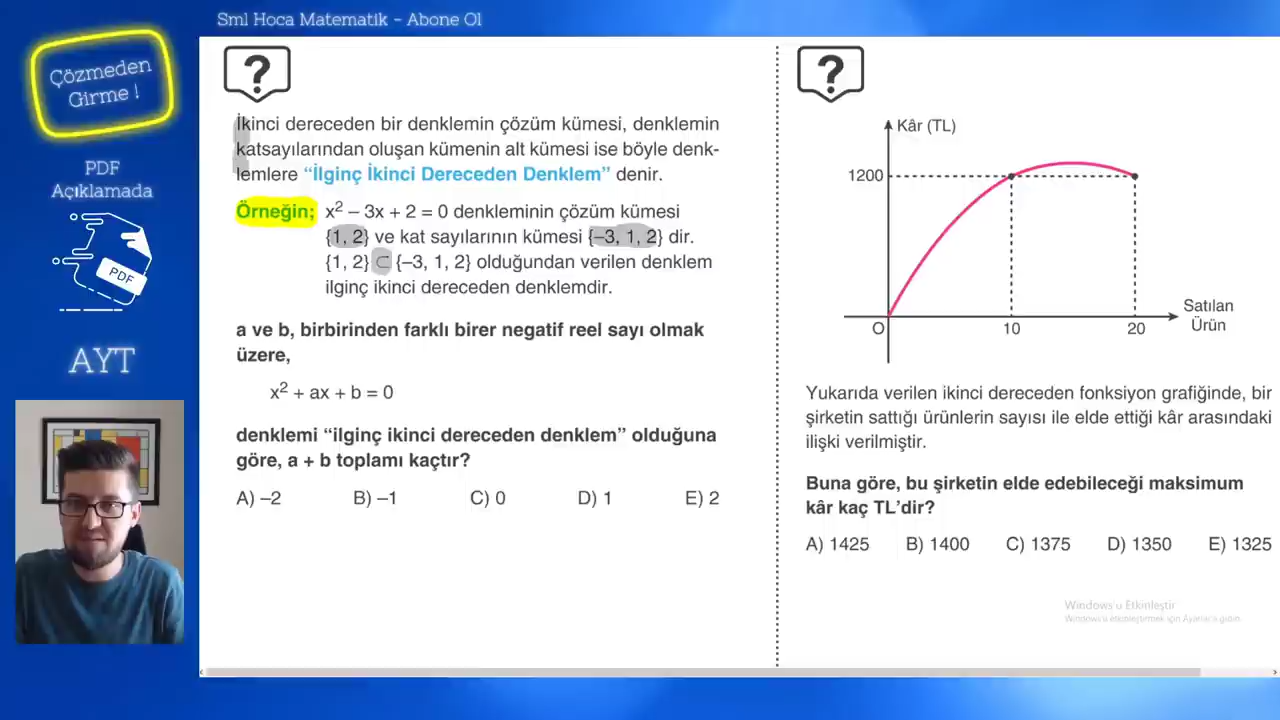 Sml Hoca Matematik - Abone Ol
Çözmeden
Girme !
PDF
Açıklamada
PDF
AYT
?
İkinci dereceden bir denklemin çözüm kümesi, denklemin
katsayılarından oluşan kümenin alt kümesi ise böyle denk-
lemlere “İlginç İkinci Dereceden Denklem” denir.
Örneğin; x² – 3x + 2 = 0 denkleminin çözüm kümesi
{1, 2} ve kat sayılarının kümesi {–3, 1, 2} dir.
{1, 2} ⊂ {–3, 1, 2} olduğundan verilen denklem
ilginç ikinci dereceden denklemdir.
a ve b, birbirinden farklı birer negatif reel sayı olmak
üzere,
x² + ax + b = 0
denklemi “ilginç ikinci dereceden denklem” olduğuna
göre, a + b toplamı kaçtır?
A) –2 B) –1 C) 0 D) 1 E) 2
?
Kâr (TL)
1200
O 10 20
Satılan
Ürün
Yukarıda verilen ikinci dereceden fonksiyon grafiğinde, bir
şirketin sattığı ürünlerin sayısı ile elde ettiği kâr arasındaki
ilişki verilmiştir.
Buna göre, bu şirketin elde edebileceği maksimum
kâr kaç TL’dir?
A) 1425 B) 1400 C) 1375 D) 1350 E) 1325
Windows'u Etkinleştir
Windows'u etkinleştirmek için Ayarlar'a gidin.